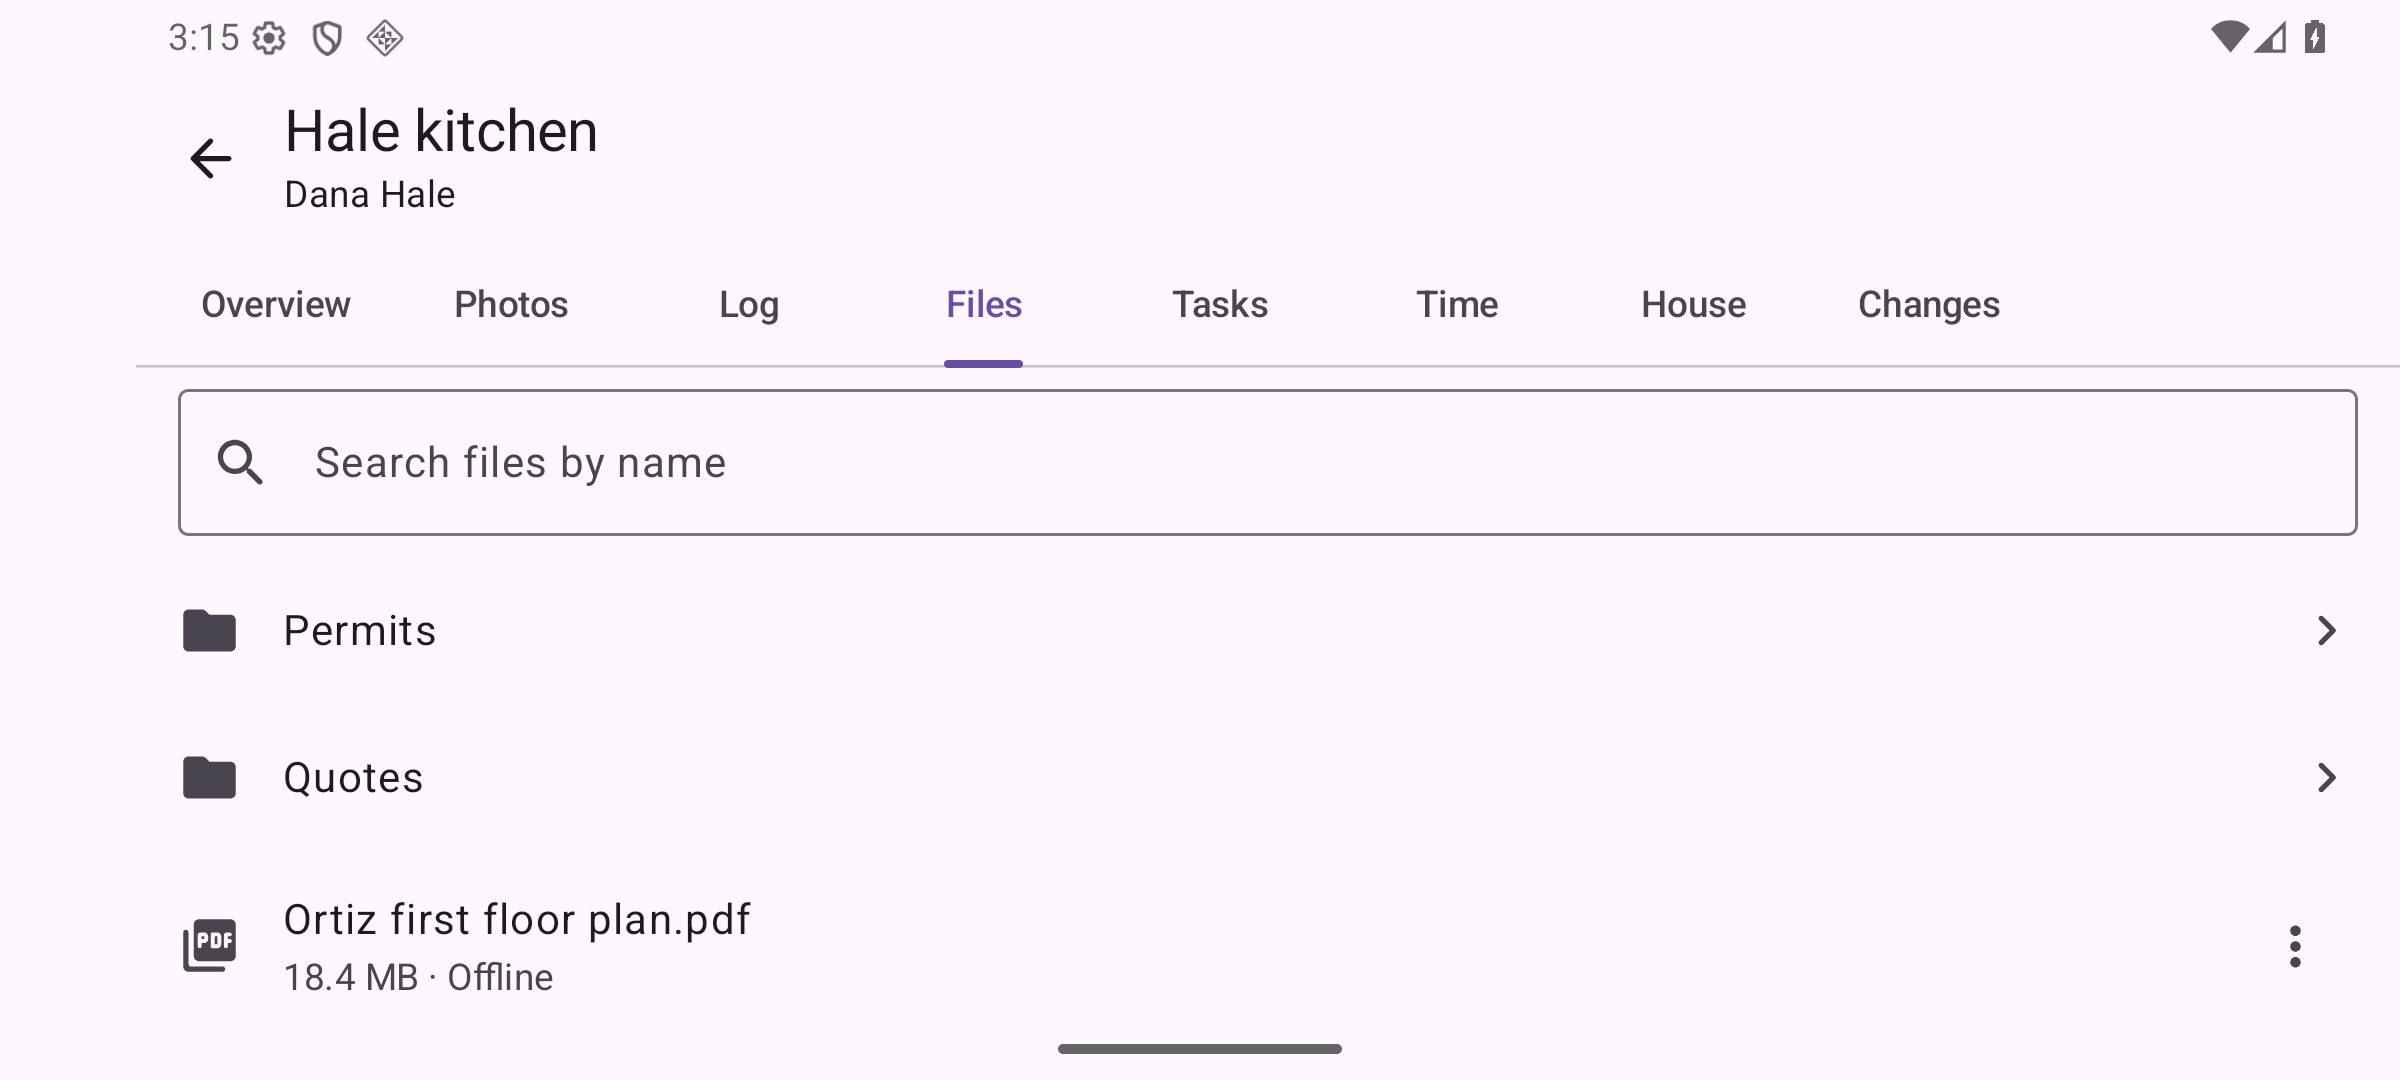 3:15
Hale kitchen
Dana Hale
Overview Photos Log Files Tasks Time House Changes
Search files by name
Permits
Quotes
PDF
Ortiz first floor plan.pdf
18.4 MB · Offline